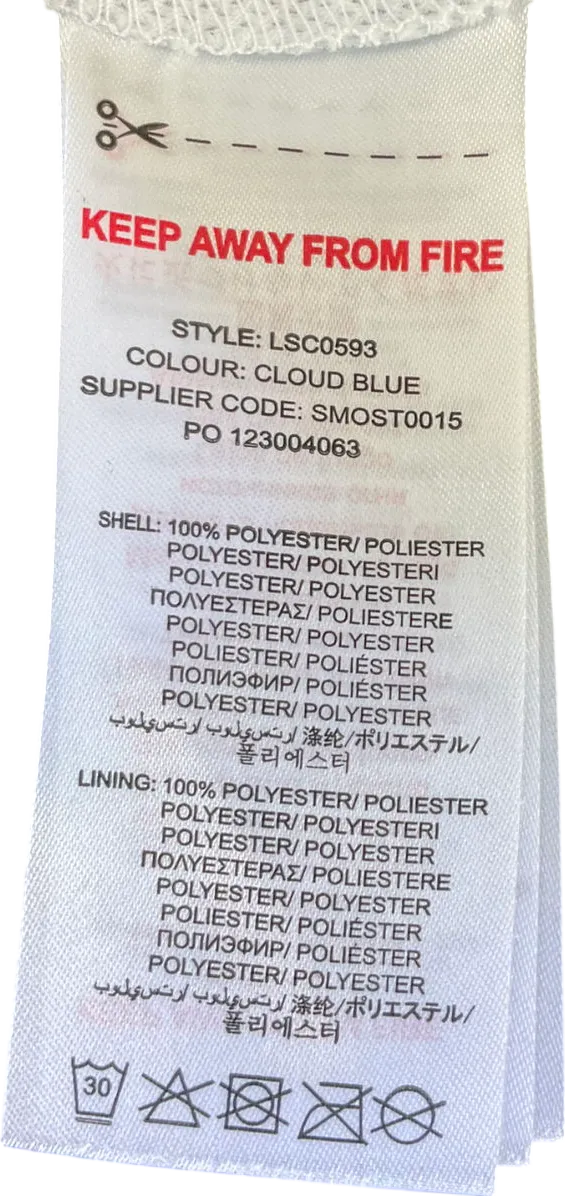 KEEP AWAY FROM FIRE
STYLE: LSC0593
COLOUR: CLOUD BLUE
SUPPLIER CODE: SMOST0015
PO 123004063
SHELL: 100% POLYESTER/ POLIESTER
POLYESTER/ POLYESTERI
POLYESTER/ POLYESTER
ΠΟΛΥΕΣΤΕΡΑΣ/ POLIESTERE
POLYESTER/ POLYESTER
POLIESTER/ POLIÉSTER
ПОЛИЭФИР/ POLIÉSTER
POLYESTER/ POLYESTER
بوليستر/ بوليستر/ 涤纶/ポリエステル/
폴리에스터
LINING: 100% POLYESTER/ POLIESTER
POLYESTER/ POLYESTERI
POLYESTER/ POLYESTER
ΠΟΛΥΕΣΤΕΡΑΣ/ POLIESTERE
POLYESTER/ POLYESTER
POLIESTER/ POLIÉSTER
ПОЛИЭФИР/ POLIÉSTER
POLYESTER/ POLYESTER
بوليستر/ بوليستر/ 涤纶/ポリエステル/
폴리에스터
30